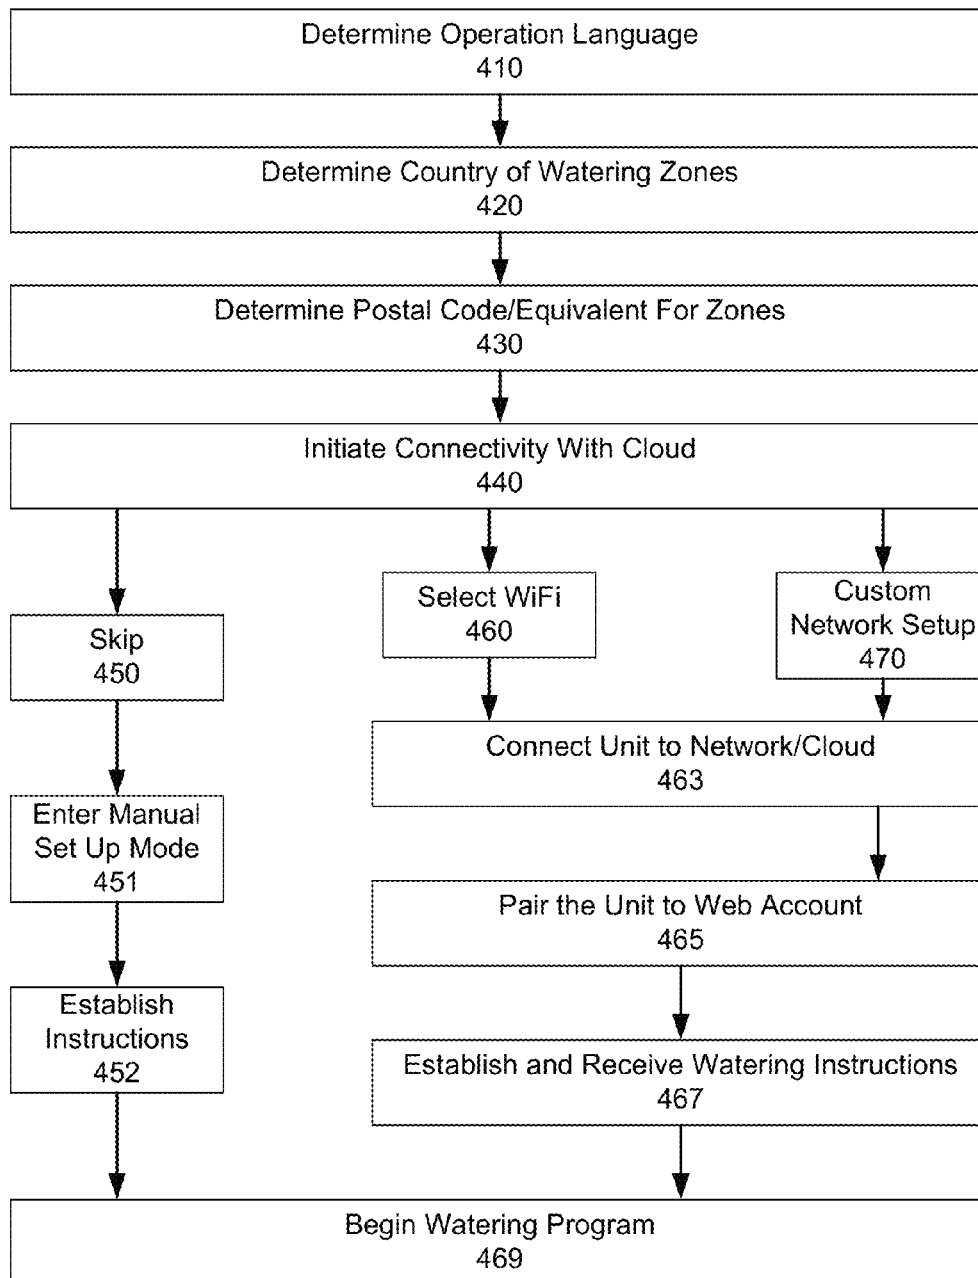 Determine Operation Language
410
Determine Country of Watering Zones
420
Determine Postal Code/Equivalent For Zones
430
Initiate Connectivity With Cloud
440
Skip
450
Enter Manual
Set Up Mode
451
Establish
Instructions
452
Select WiFi
460
Custom
Network Setup
470
Connect Unit to Network/Cloud
463
Pair the Unit to Web Account
465
Establish and Receive Watering Instructions
467
Begin Watering Program
469